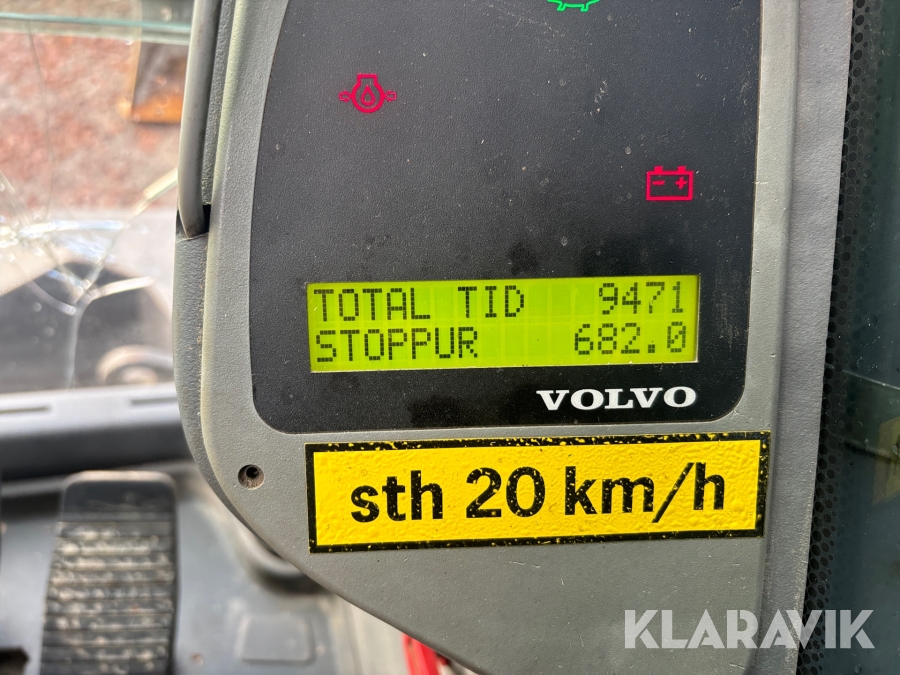 TOTAL TID 9471
STOPPUR 682.0
VOLVO
sth 20 km/h
KLARAVIK